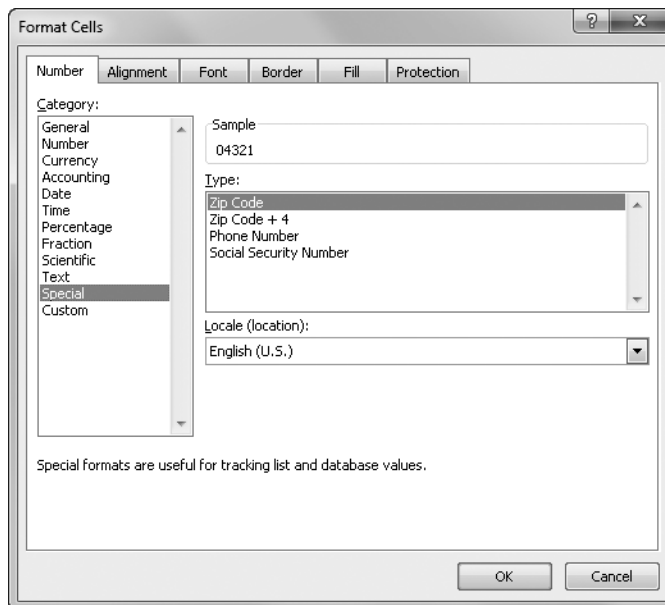 Format Cells
Number Alignment Font Border Fill Protection
Category:
General
Number
Currency
Accounting
Date
Time
Percentage
Fraction
Scientific
Text
Special
Custom
Sample
04321
Type:
Zip Code
Zip Code + 4
Phone Number
Social Security Number
Locale (location):
English (U.S.)
Special formats are useful for tracking list and database values.
OK Cancel